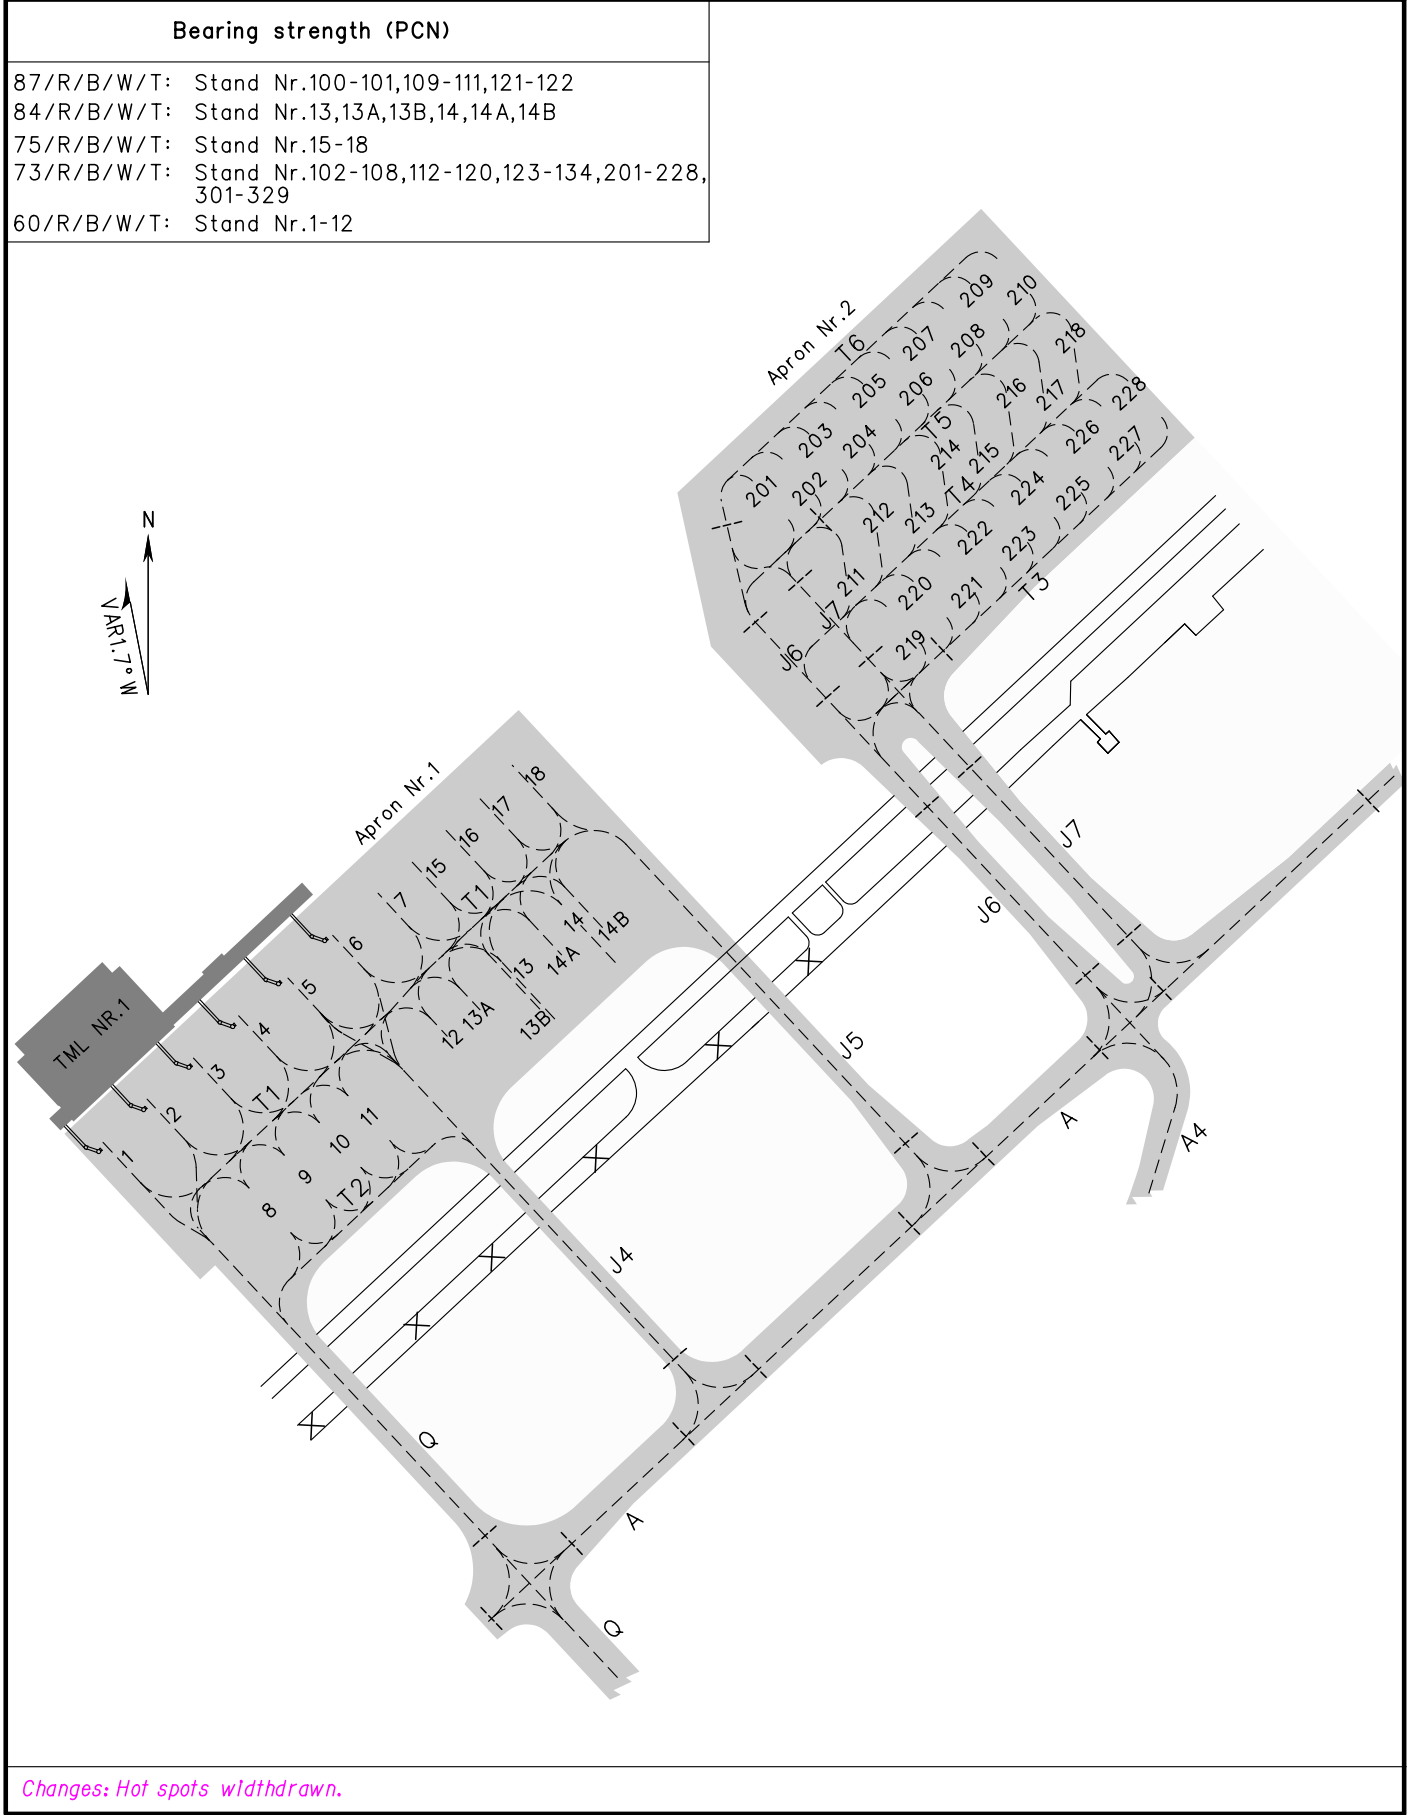 Bearing strength (PCN)
87/R/B/W/T: Stand Nr.100-101,109-111,121-122
84/R/B/W/T: Stand Nr.13,13A,13B,14,14A,14B
75/R/B/W/T: Stand Nr.15-18
73/R/B/W/T: Stand Nr.102-108,112-120,123-134,201-228,
301-329
60/R/B/W/T: Stand Nr.1-12
N
VAR1.7°W
Apron Nr.2
T6
209
210
207
208
218
205
206
216
217
228
203
204
T5
214
215
226
227
201
202
212
213
T4
224
225
222
223
211
220
221
T3
J7
219
J6
Apron Nr.1
18
17
16
15
7
T1
14
14B
14A
13
13A
13B
12
6
5
4
3
2
1
T1
11
10
9
8
T2
TML NR.1
J7
J6
J5
J4
A
A4
Q
A
Q
Changes: Hot spots widthdrawn.